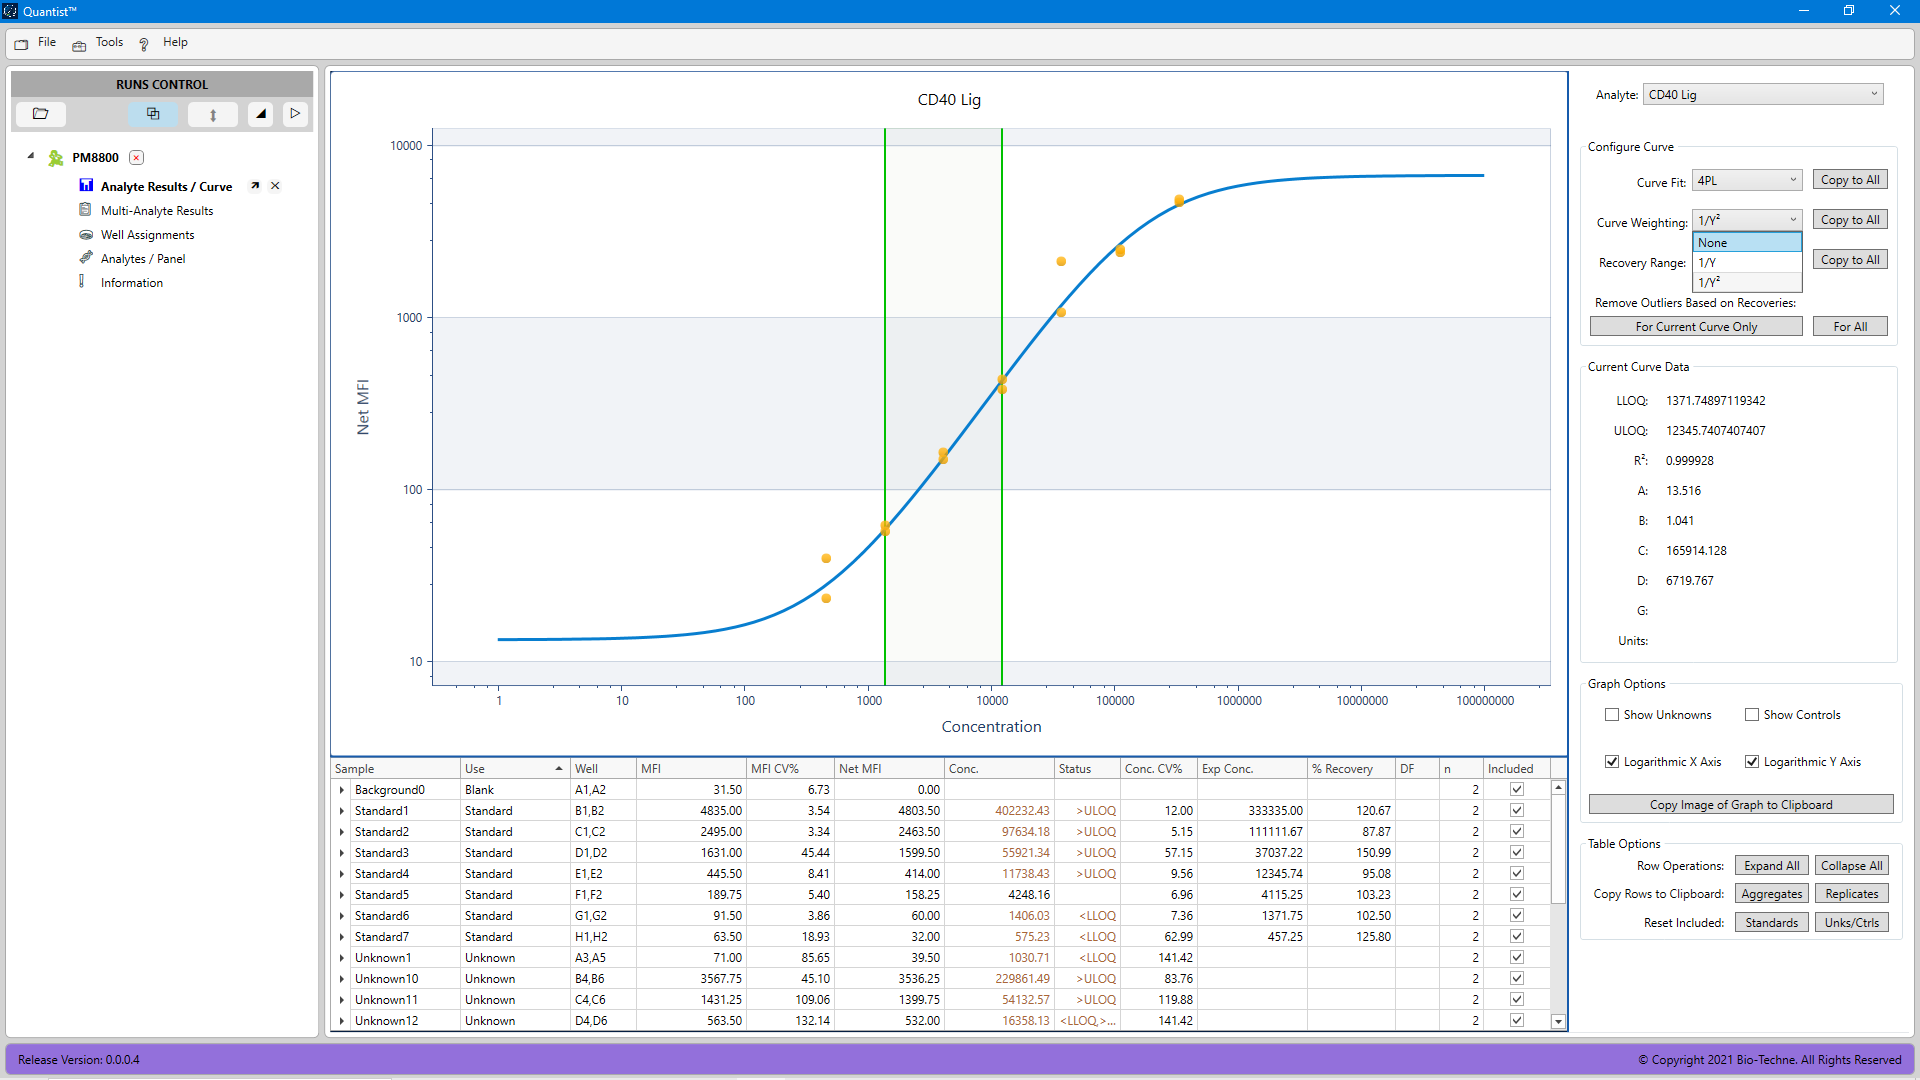 Quantist™
File Tools ? Help
RUNS CONTROL
PM8800
Analyte Results / Curve
Multi-Analyte Results
Well Assignments
Analytes / Panel
Information
CD40 Lig
10000
1000
100
10
Net MFI
1 10 100 1000 10000 100000 1000000 10000000 100000000
Concentration
Analyte: CD40 Lig
Configure Curve
Curve Fit: 4PL Copy to All
Curve Weighting: 1/Y² Copy to All
None
1/Y
1/Y²
Recovery Range: Copy to All
Remove Outliers Based on Recoveries:
For Current Curve Only For All
Current Curve Data
LLOQ: 1371.74897119342
ULOQ: 12345.7407407407
R²: 0.999928
A: 13.516
B: 1.041
C: 165914.128
D: 6719.767
G:
Units:
Graph Options
Show Unknowns Show Controls
Logarithmic X Axis Logarithmic Y Axis
Copy Image of Graph to Clipboard
Table Options
Row Operations: Expand All Collapse All
Copy Rows to Clipboard: Aggregates Replicates
Reset Included: Standards Unks/Ctrls
Sample Use Well MFI MFI CV% Net MFI Conc. Status Conc. CV% Exp Conc. % Recovery DF n Included
Background0 Blank A1,A2 31.50 6.73 0.00 2
Standard1 Standard B1,B2 4835.00 3.54 4803.50 402232.43 >ULOQ 12.00 333335.00 120.67 2
Standard2 Standard C1,C2 2495.00 3.34 2463.50 97634.18 >ULOQ 5.15 111111.67 87.87 2
Standard3 Standard D1,D2 1631.00 45.44 1599.50 55921.34 >ULOQ 57.15 37037.22 150.99 2
Standard4 Standard E1,E2 445.50 8.41 414.00 11738.43 >ULOQ 9.56 12345.74 95.08 2
Standard5 Standard F1,F2 189.75 5.40 158.25 4248.16 6.96 4115.25 103.23 2
Standard6 Standard G1,G2 91.50 3.86 60.00 1406.03 <LLOQ 7.36 1371.75 102.50 2
Standard7 Standard H1,H2 63.50 18.93 32.00 575.23 <LLOQ 62.99 457.25 125.80 2
Unknown1 Unknown A3,A5 71.00 85.65 39.50 1030.71 <LLOQ 141.42 2
Unknown10 Unknown B4,B6 3567.75 45.10 3536.25 229861.49 >ULOQ 83.76 2
Unknown11 Unknown C4,C6 1431.25 109.06 1399.75 54132.57 >ULOQ 119.88 2
Unknown12 Unknown D4,D6 563.50 132.14 532.00 16358.13 <LLOQ,>... 141.42 2
Release Version: 0.0.0.4
© Copyright 2021 Bio-Techne. All Rights Reserved